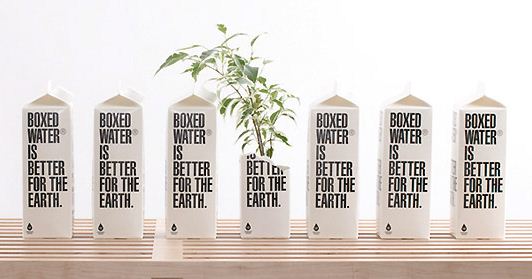 BOXED
WATER®
IS
BETTER
FOR THE
EARTH.
BOXED
WATER®
IS
BETTER
FOR THE
EARTH.
BOXED
WATER®
IS
BETTER
FOR THE
EARTH.
BETTER
FOR THE
EARTH.
BOXED
WATER®
IS
BETTER
FOR THE
EARTH.
BOXED
WATER®
IS
BETTER
FOR THE
EARTH.
BOXED
WATER®
IS
BETTER
FOR THE
EARTH.